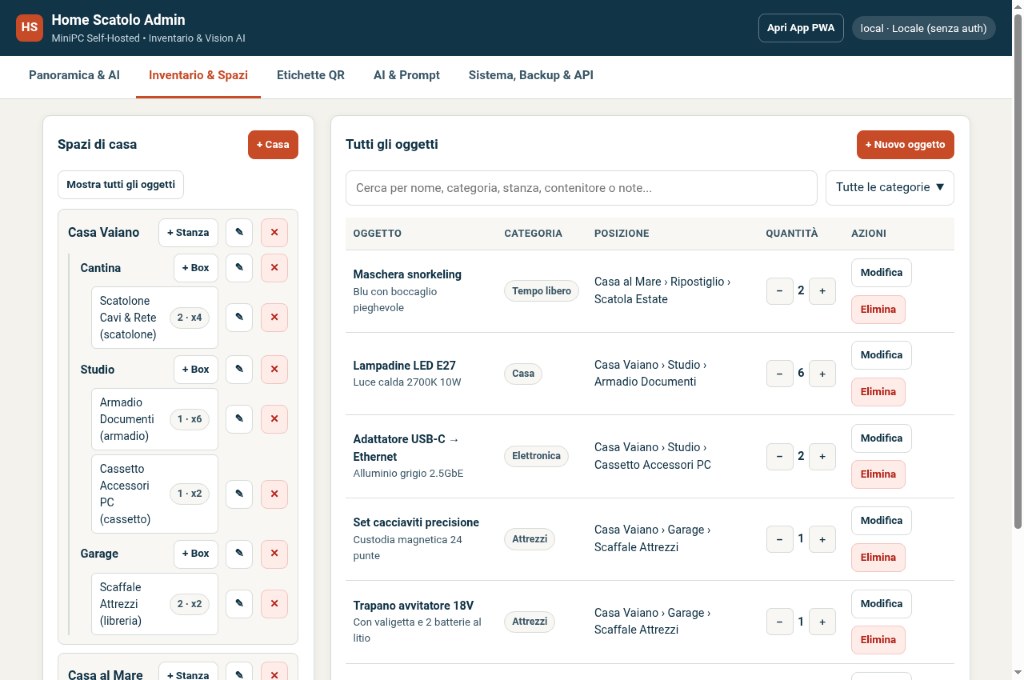 HS
Home Scatolo Admin
MiniPC Self-Hosted • Inventario & Vision AI
Apri App PWA
local · Locale (senza auth)
Panoramica & AI
Inventario & Spazi
Etichette QR
AI & Prompt
Sistema, Backup & API
Spazi di casa
+ Casa
Mostra tutti gli oggetti
Casa Vaiano
+ Stanza
✎
✕
Cantina
+ Box
✎
✕
Scatolone
Cavi & Rete
(scatolone)
2 · x4
✎
✕
Studio
+ Box
✎
✕
Armadio
Documenti
(armadio)
1 · x6
✎
✕
Cassetto
Accessori
PC
(cassetto)
1 · x2
✎
✕
Garage
+ Box
✎
✕
Scaffale
Attrezzi
(libreria)
2 · x2
✎
✕
Casa al Mare
+ Stanza
✎
✕
Tutti gli oggetti
+ Nuovo oggetto
Cerca per nome, categoria, stanza, contenitore o note...
Tutte le categorie ▼
OGGETTO CATEGORIA POSIZIONE QUANTITÀ AZIONI
Maschera snorkeling
Blu con boccaglio
pieghevole
Tempo libero
Casa al Mare › Ripostiglio ›
Scatola Estate
− 2 +
Modifica
Elimina
Lampadine LED E27
Luce calda 2700K 10W
Casa
Casa Vaiano › Studio ›
Armadio Documenti
− 6 +
Modifica
Elimina
Adattatore USB-C →
Ethernet
Alluminio grigio 2.5GbE
Elettronica
Casa Vaiano › Studio ›
Cassetto Accessori PC
− 2 +
Modifica
Elimina
Set cacciaviti precisione
Custodia magnetica 24
punte
Attrezzi
Casa Vaiano › Garage ›
Scaffale Attrezzi
− 1 +
Modifica
Elimina
Trapano avvitatore 18V
Con valigetta e 2 batterie al
litio
Attrezzi
Casa Vaiano › Garage ›
Scaffale Attrezzi
− 1 +
Modifica
Elimina